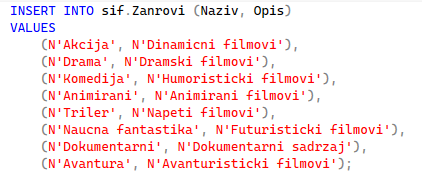 INSERT INTO sif.Zanrovi (Naziv, Opis)
VALUES
(N'Akcija', N'Dinamicni filmovi'),
(N'Drama', N'Dramski filmovi'),
(N'Komedija', N'Humoristicki filmovi'),
(N'Animirani', N'Animirani filmovi'),
(N'Triler', N'Napeti filmovi'),
(N'Naucna fantastika', N'Futuristicki filmovi'),
(N'Dokumentarni', N'Dokumentarni sadrzaj'),
(N'Avantura', N'Avanturisticki filmovi');